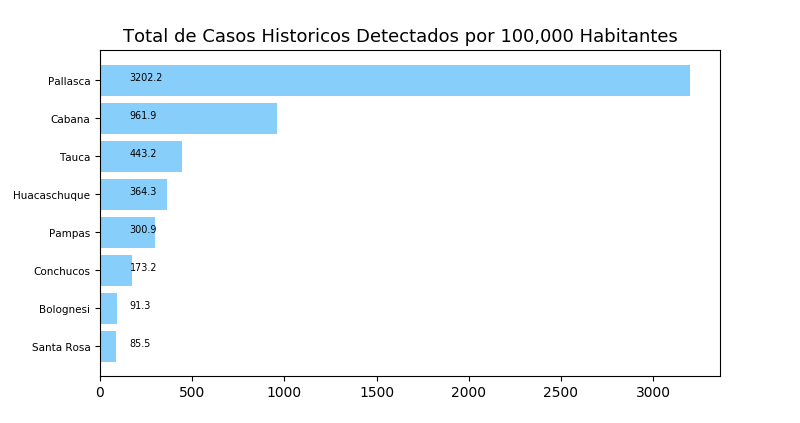 Total de Casos Historicos Detectados por 100,000 Habitantes
Pallasca 3202.2
Cabana 961.9
Tauca 443.2
Huacaschuque 364.3
Pampas 300.9
Conchucos 173.2
Bolognesi 91.3
Santa Rosa 85.5
0 500 1000 1500 2000 2500 3000